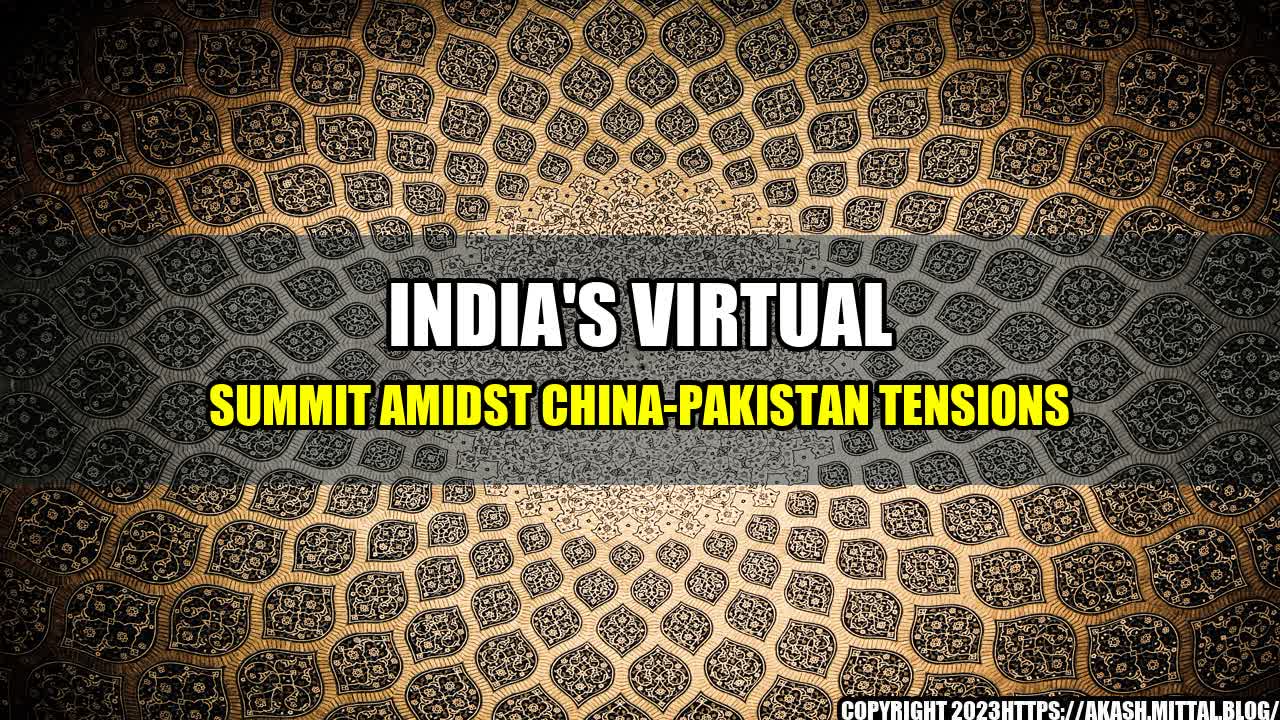 INDIA'S VIRTUAL
SUMMIT AMIDST CHINA-PAKISTAN TENSIONS
COPYRIGHT 2023HTTPS://AKASH.MITTAL.BLOG/